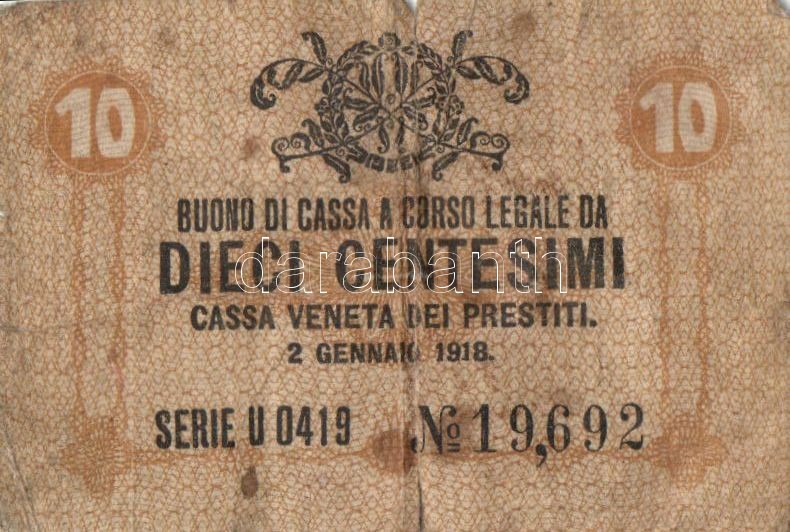 10 10
BUONO DI CASSA A CORSO LEGALE DA
DIECI CENTESIMI
darabanth
CASSA VENETA DEI PRESTITI.
2 GENNAIO 1918.
SERIE U 0419 № 19,692